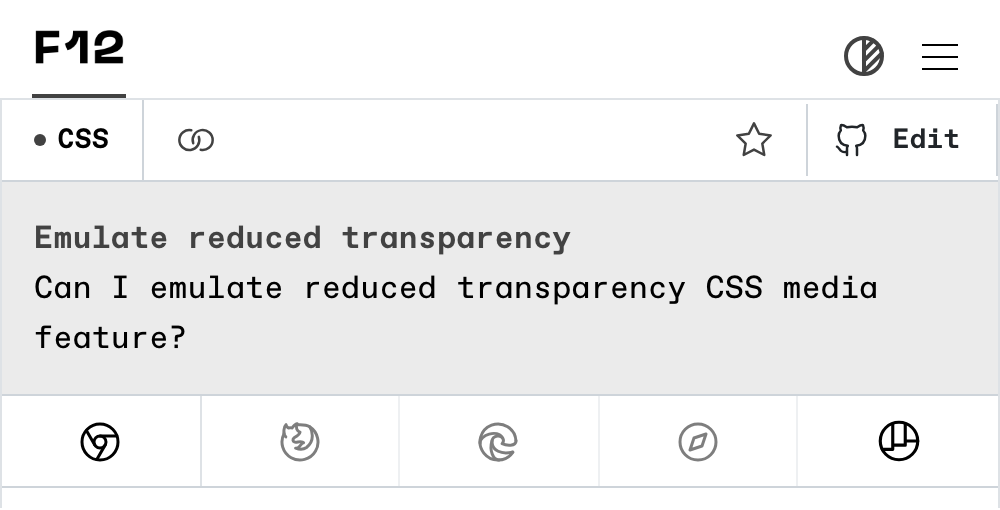 F12
CSS
Edit
Emulate reduced transparency
Can I emulate reduced transparency CSS media
feature?